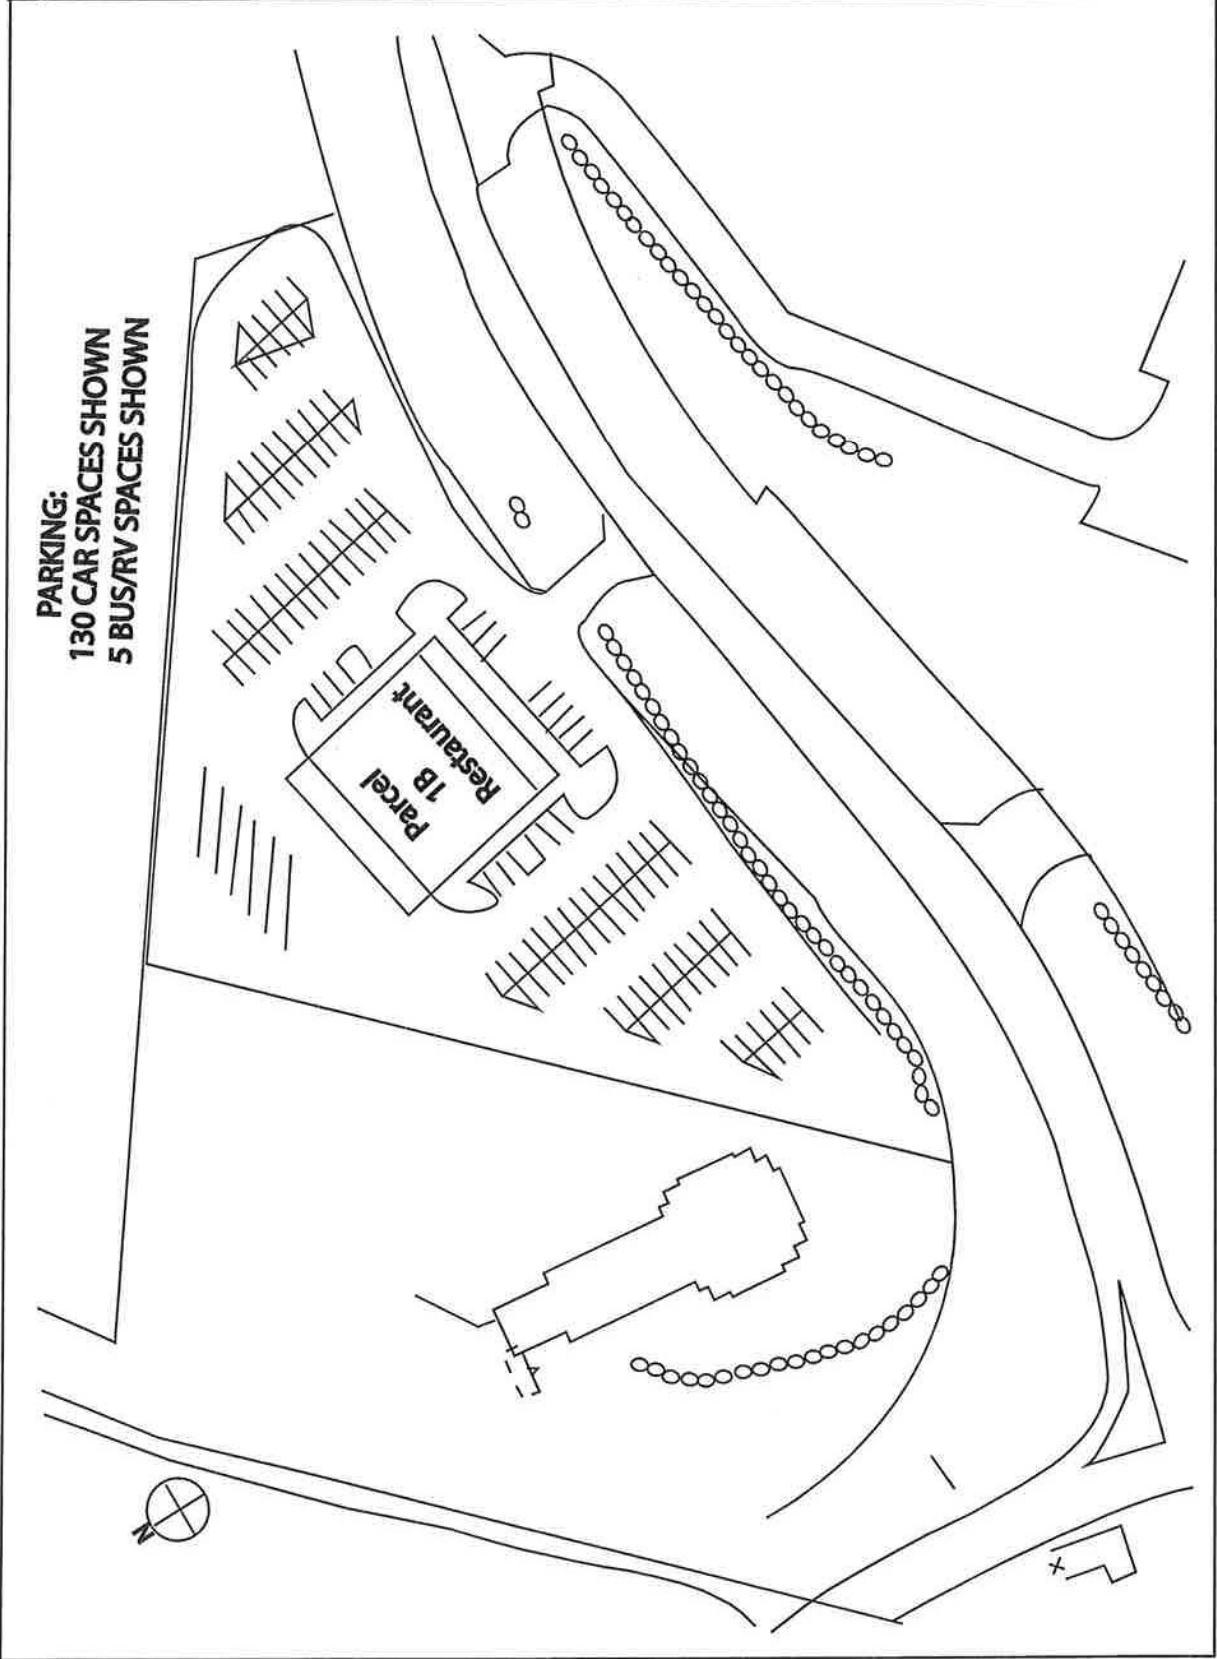 PARKING:
130 CAR SPACES SHOWN
5 BUS/RV SPACES SHOWN
Parcel
1B
Restaurant
N